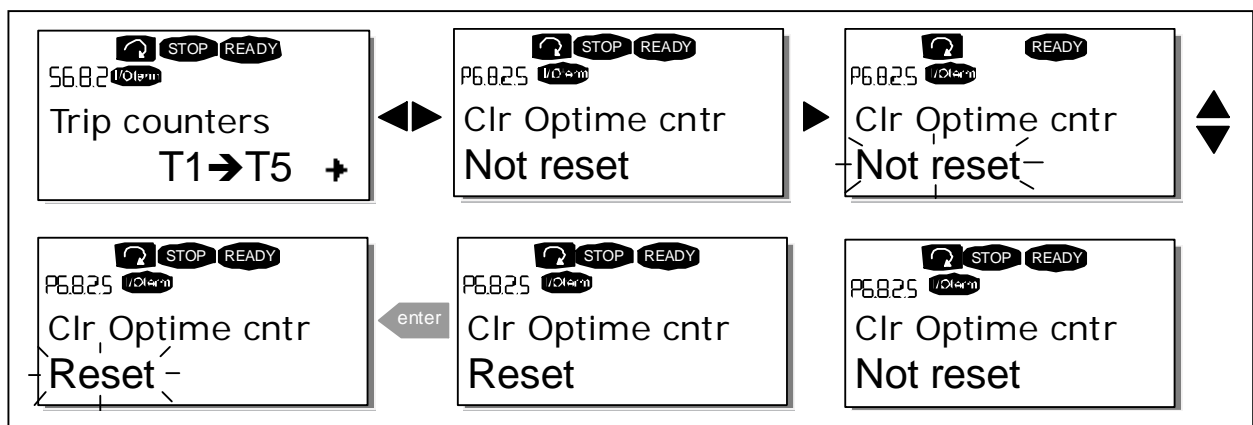 STOP READY
S6.8.2 I/Oterm
Trip counters
T1➔T5
STOP READY
P6.8.2.5 I/Oterm
Clr Optime cntr
Not reset
READY
P6.8.2.5 I/Oterm
Clr Optime cntr
Not reset
STOP READY
P6.8.2.5 I/Oterm
Clr Optime cntr
Reset
enter
STOP READY
P6.8.2.5 I/Oterm
Clr Optime cntr
Reset
STOP READY
P6.8.2.5 I/Oterm
Clr Optime cntr
Not reset